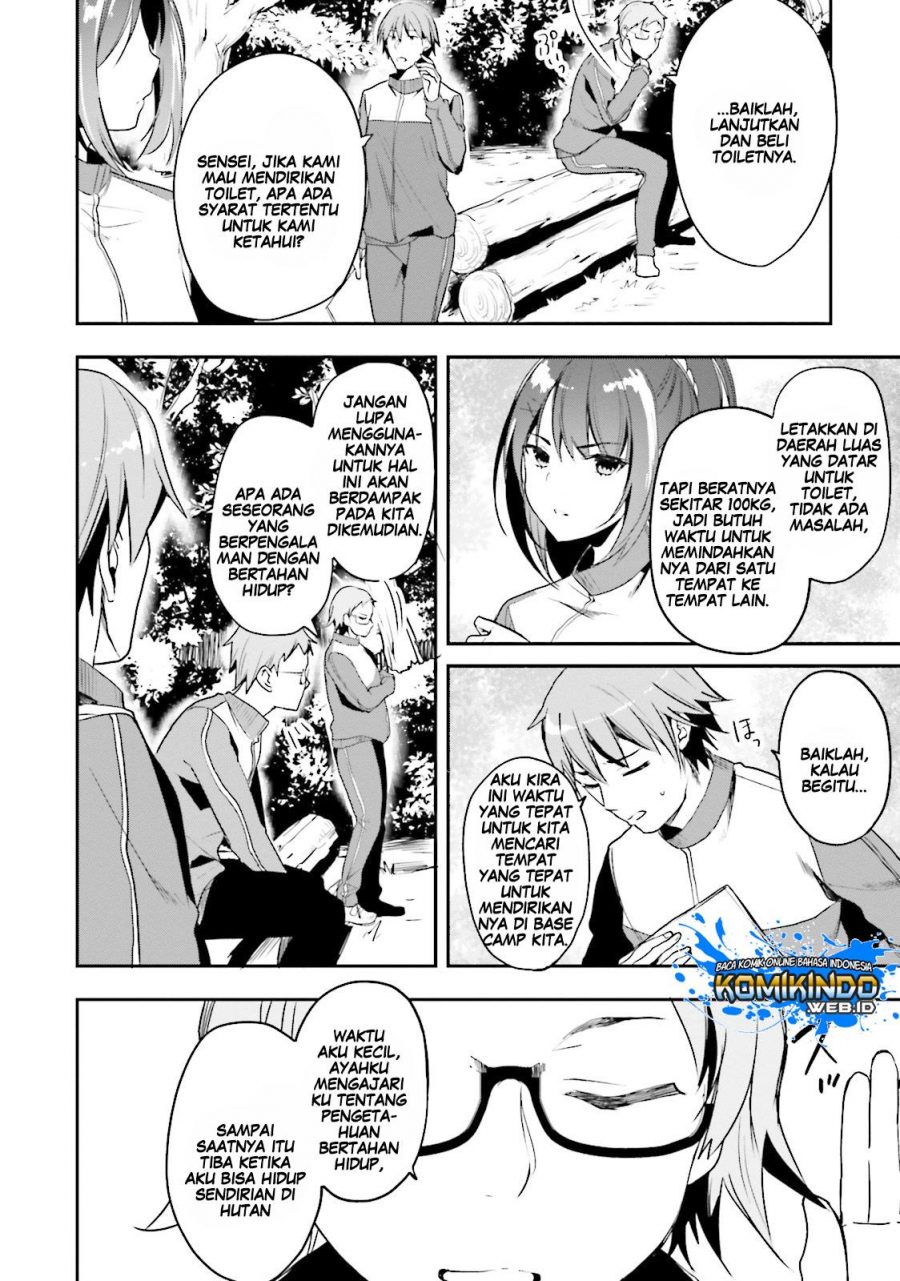 ...BAIKLAH,
LANJUTKAN
DAN BELI
TOILETNYA.
SENSEI, JIKA KAMI
MAU MENDIRIKAN
TOILET, APA ADA
SYARAT TERTENTU
UNTUK KAMI
KETAHUI?
LETAKKAN DI
DAERAH LUAS
YANG DATAR
UNTUK
TOILET,
TIDAK ADA
MASALAH,
TAPI BERATNYA
SEKITAR 100KG,
JADI BUTUH
WAKTU UNTUK
MEMINDAHKAN
NYA DARI SATU
TEMPAT KE
TEMPAT LAIN.
BAIKLAH,
KALAU
BEGITU...
ほっ
AKU KIRA
INI WAKTU
YANG TEPAT
UNTUK KITA
MENCARI
TEMPAT
YANG TEPAT
UNTUK
MENDIRIKAN
NYA DI BASE
CAMP KITA.
JANGAN
LUPA
MENGGUNA-
KANNYA
UNTUK HAL
INI AKAN
BERDAMPAK
PADA KITA
DIKEMUDIAN.
APA ADA
SESEORANG
YANG
BERPENGALA
MAN DENGAN
BERTAHAN
HIDUP?
BACA KOMIK ONLINE BAHASA INDONESIA
KOMIKINDO
WEB.ID
WAKTU
AKU KECIL,
AYAHKU
MENGAJARI
KU TENTANG
PENGETA-
HUAN
BERTAHAN
HIDUP,
SAMPAI
SAATNYA ITU
TIBA KETIKA
AKU BISA HIDUP
SENDIRIAN DI
HUTAN